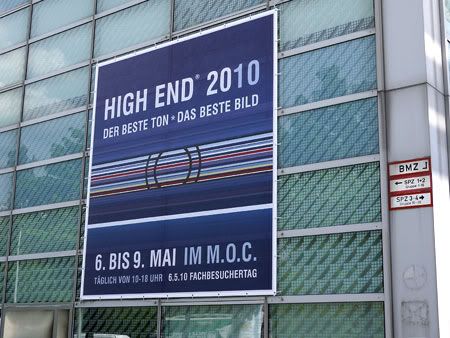 HIGH END® 2010
DER BESTE TON * DAS BESTE BILD
6. BIS 9. MAI IM M.O.C.
TÄGLICH VON 10-18 UHR / 6.5.10 FACHBESUCHERTAG
BMZ
SPZ 1+2
SPZ 3-4